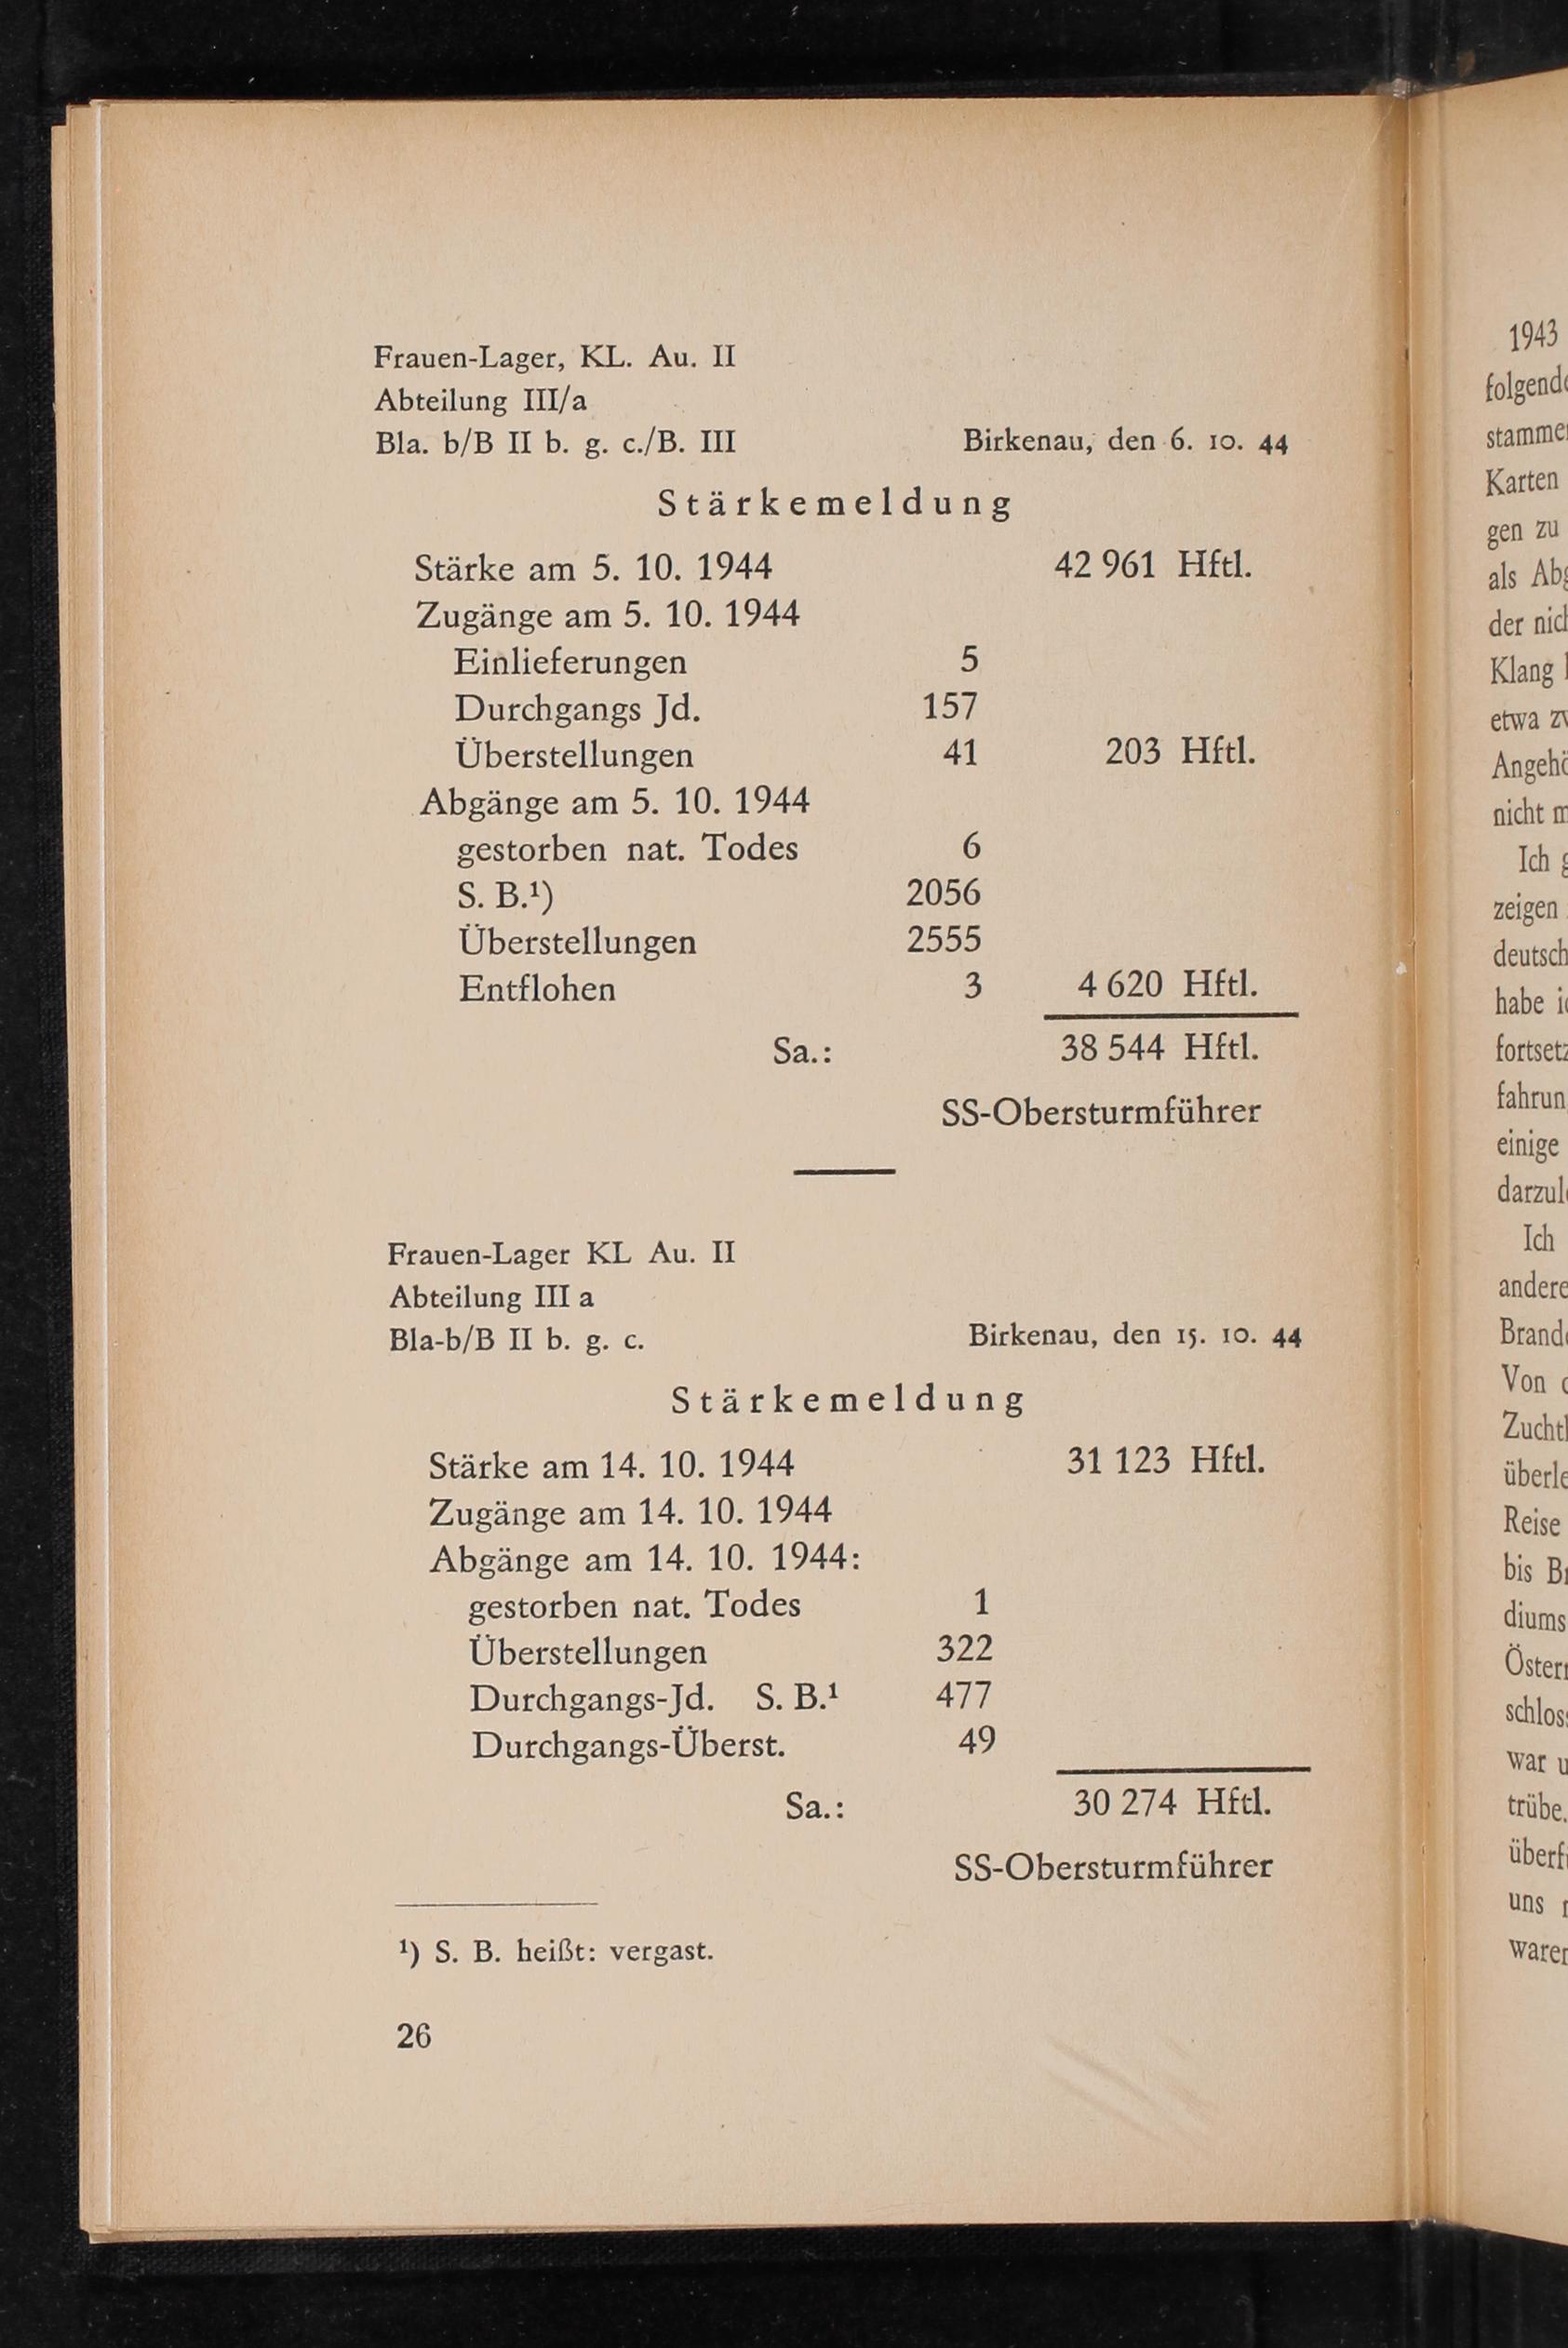 Frauen-Lager, KL. Au. II
Abteilung III/a
Bla. b/B II b. g. c./B. III Birkenau, den 6. 10. 44
Stärkemeldung
Stärke am 5. 10. 1944 42 961 Hftl.
Zugänge am 5. 10. 1944
Einlieferungen 5
Durchgangs Jd. 157
Überstellungen 41 203 Hftl.
Abgänge am 5. 10. 1944
gestorben nat. Todes 6
S. B.¹) 2056
Überstellungen 2555
Entflohen 3 4 620 Hftl.
Sa.: 38 544 Hftl.
SS-Obersturmführer
Frauen-Lager KL Au. II
Abteilung III a
Bla-b/B II b. g. c. Birkenau, den 15. 10. 44
Stärkemeldung
Stärke am 14. 10. 1944 31 123 Hftl.
Zugänge am 14. 10. 1944
Abgänge am 14. 10. 1944:
gestorben nat. Todes 1
Überstellungen 322
Durchgangs-Jd. S. B.¹ 477
Durchgangs-Überst. 49
Sa.: 30 274 Hftl.
SS-Obersturmführer
¹) S. B. heißt: vergast.
26
1943
Karten
gen zu
als
der
Klang
etwa
nicht
Ich
zeigen
habe
einige
Ich
Von
Reise
bis
war
trübe.
uns